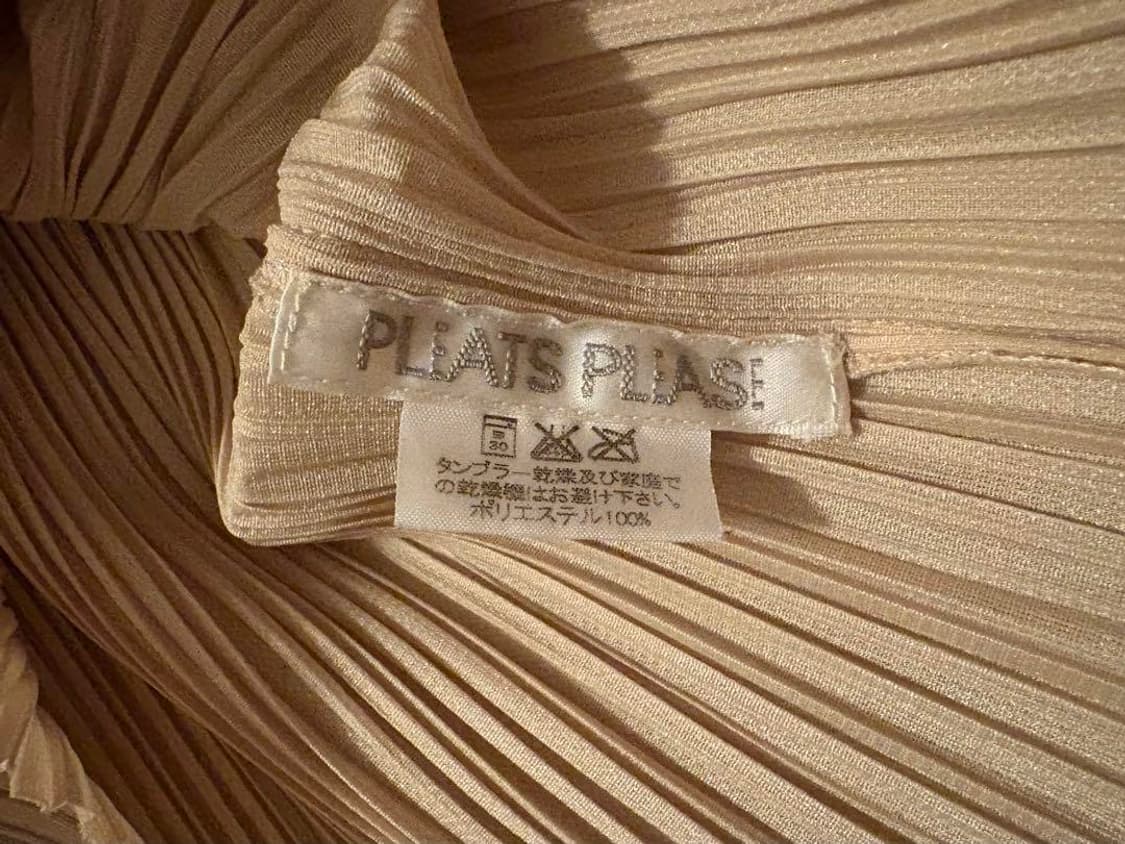 PLEATS PLEASE
30
タンブラー乾燥及び家庭で
の乾燥機はお避け下さい。
ポリエステル100%